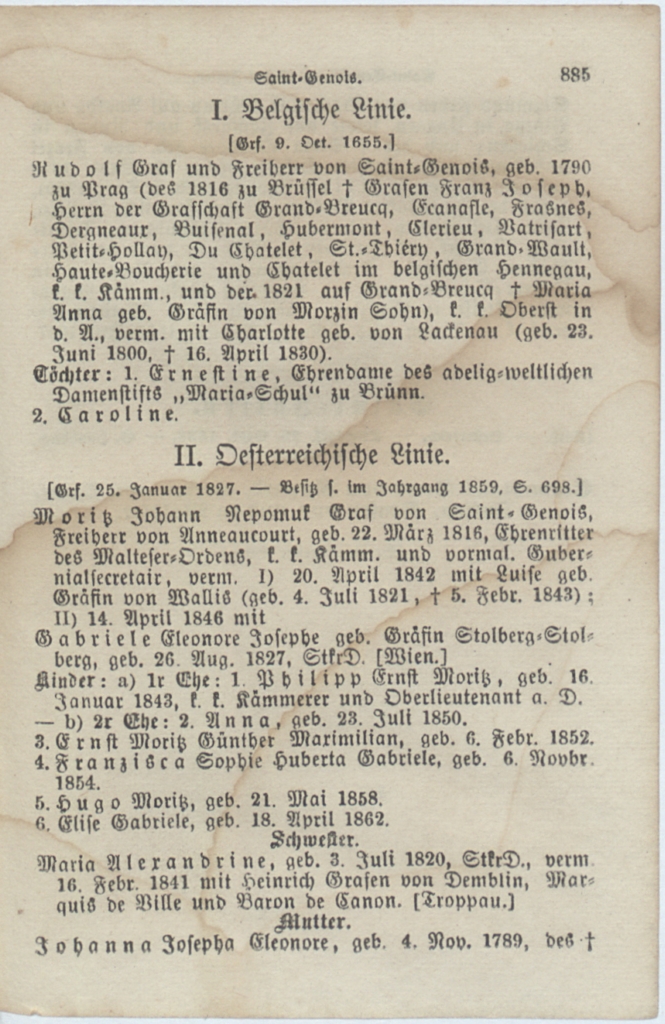 Saint-Genois. 885
I. Belgische Linie.
[Grf. 9. Oct. 1655.]
Rudolf Graf und Freiherr von Saint-Genois, geb. 1790
zu Prag (des 1816 zu Brüssel † Grafen Franz Joseph,
Herrn der Grafschaft Grand-Breucq, Ecanafle, Frasnes,
Dergneaux, Buisenal, Hubermont, Clerieu, Vatrisart,
Petit-Hollay, Du Chatelet, St.-Thiéry, Grand-Wault,
Haute-Boucherie und Chatelet im belgischen Hennegau,
k. k. Kämm., und der 1821 auf Grand-Breucq † Maria
Anna geb. Gräfin von Morzin Sohn), k. k. Oberst in
d. A., verm. mit Charlotte geb. von Lackenau (geb. 23.
Juni 1800, † 16. April 1830).
Töchter: 1. Ernestine, Ehrendame des adelig-weltlichen
Damenstifts „Maria-Schul“ zu Brünn.
2. Caroline.
II. Oesterreichische Linie.
[Grf. 25. Januar 1827. — Besitz s. im Jahrgang 1859, S. 698.]
Moritz Johann Nepomuk Graf von Saint-Genois,
Freiherr von Anneaucourt, geb. 22. März 1816, Ehrenritter
des Malteser-Ordens, k. k. Kämm. und vormal. Guber-
nialsecretair, verm. I) 20. April 1842 mit Luise geb.
Gräfin von Wallis (geb. 4. Juli 1821, † 5. Febr. 1843);
II) 14. April 1846 mit
Gabriele Eleonore Josephe geb. Gräfin Stolberg-Stol-
berg, geb. 26. Aug. 1827, StkrD. [Wien.]
Kinder: a) 1r Ehe: 1. Philipp Ernst Moritz, geb. 16.
Januar 1843, k. k. Kämmerer und Oberlieutenant a. D.
— b) 2r Ehe: 2. Anna, geb. 23. Juli 1850.
3. Ernst Moritz Günther Maximilian, geb. 6. Febr. 1852.
4. Franzisca Sophie Huberta Gabriele, geb. 6. Novbr.
1854.
5. Hugo Moritz, geb. 21. Mai 1858.
6. Elise Gabriele, geb. 18. April 1862.
Schwester.
Maria Alexandrine, geb. 3. Juli 1820, StkrD., verm.
16. Febr. 1841 mit Heinrich Grafen von Demblin, Mar-
quis de Ville und Baron de Canon. [Troppau.]
Mutter.
Johanna Josepha Eleonore, geb. 4. Nov. 1789, des †